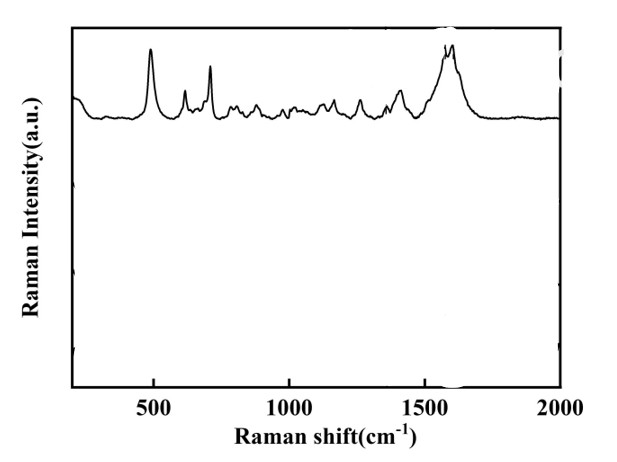 Raman Intensity(a.u.)
500 1000 1500 2000
Raman shift(cm⁻¹)